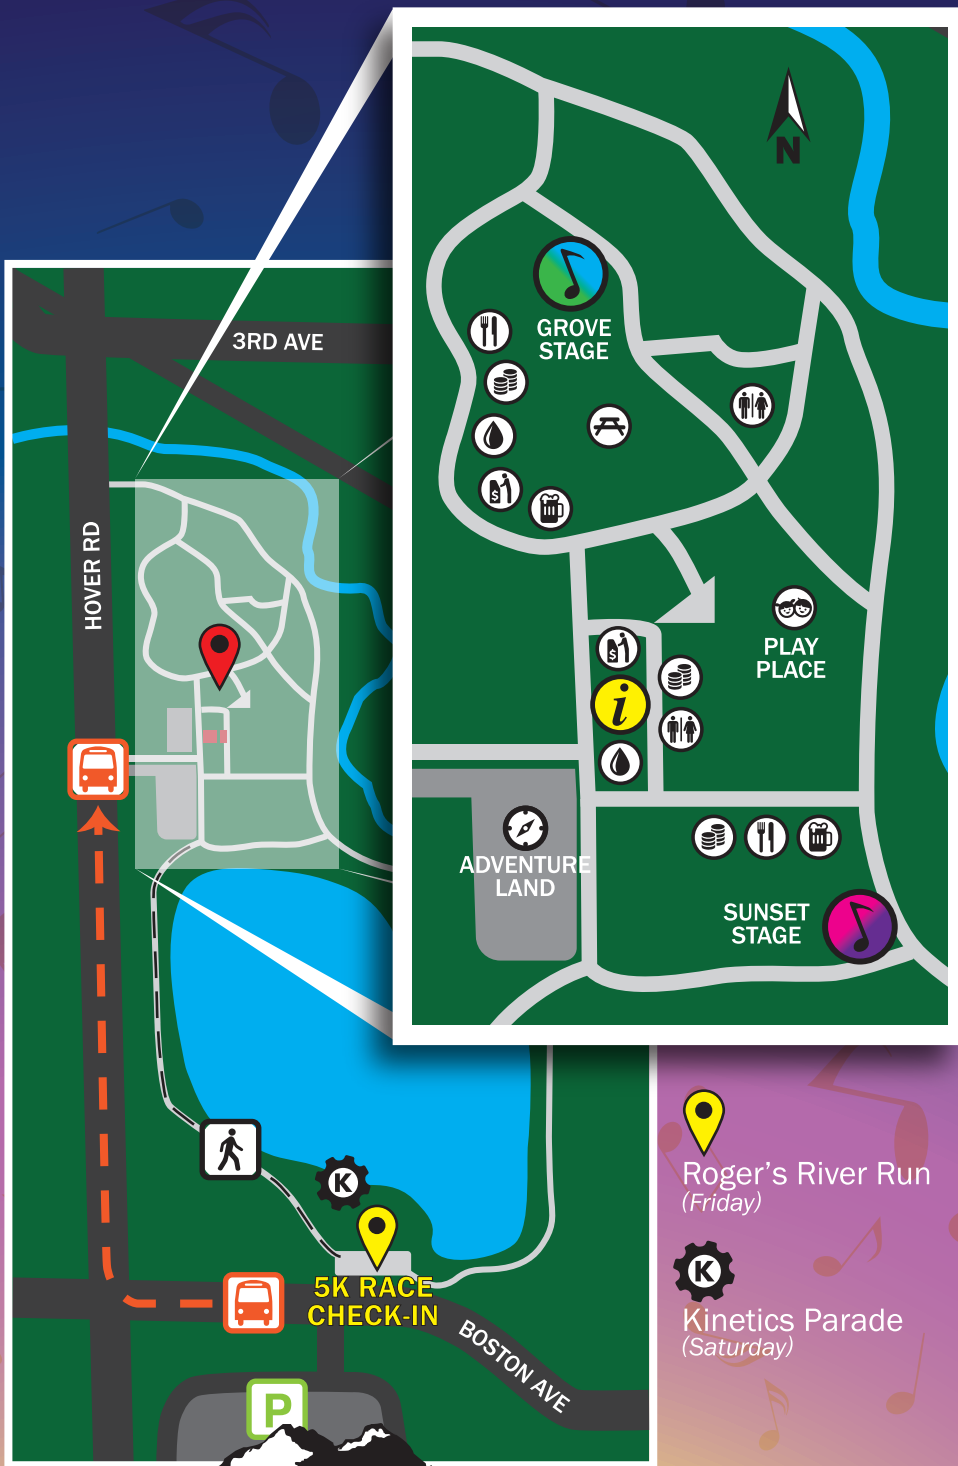 N
GROVE
STAGE
$
PLAY
PLACE
$
i
ADVENTURE
LAND
SUNSET
STAGE
3RD AVE
HOVER RD
K
5K RACE
CHECK-IN
BOSTON AVE
P
Roger's River Run
(Friday)
K
Kinetics Parade
(Saturday)